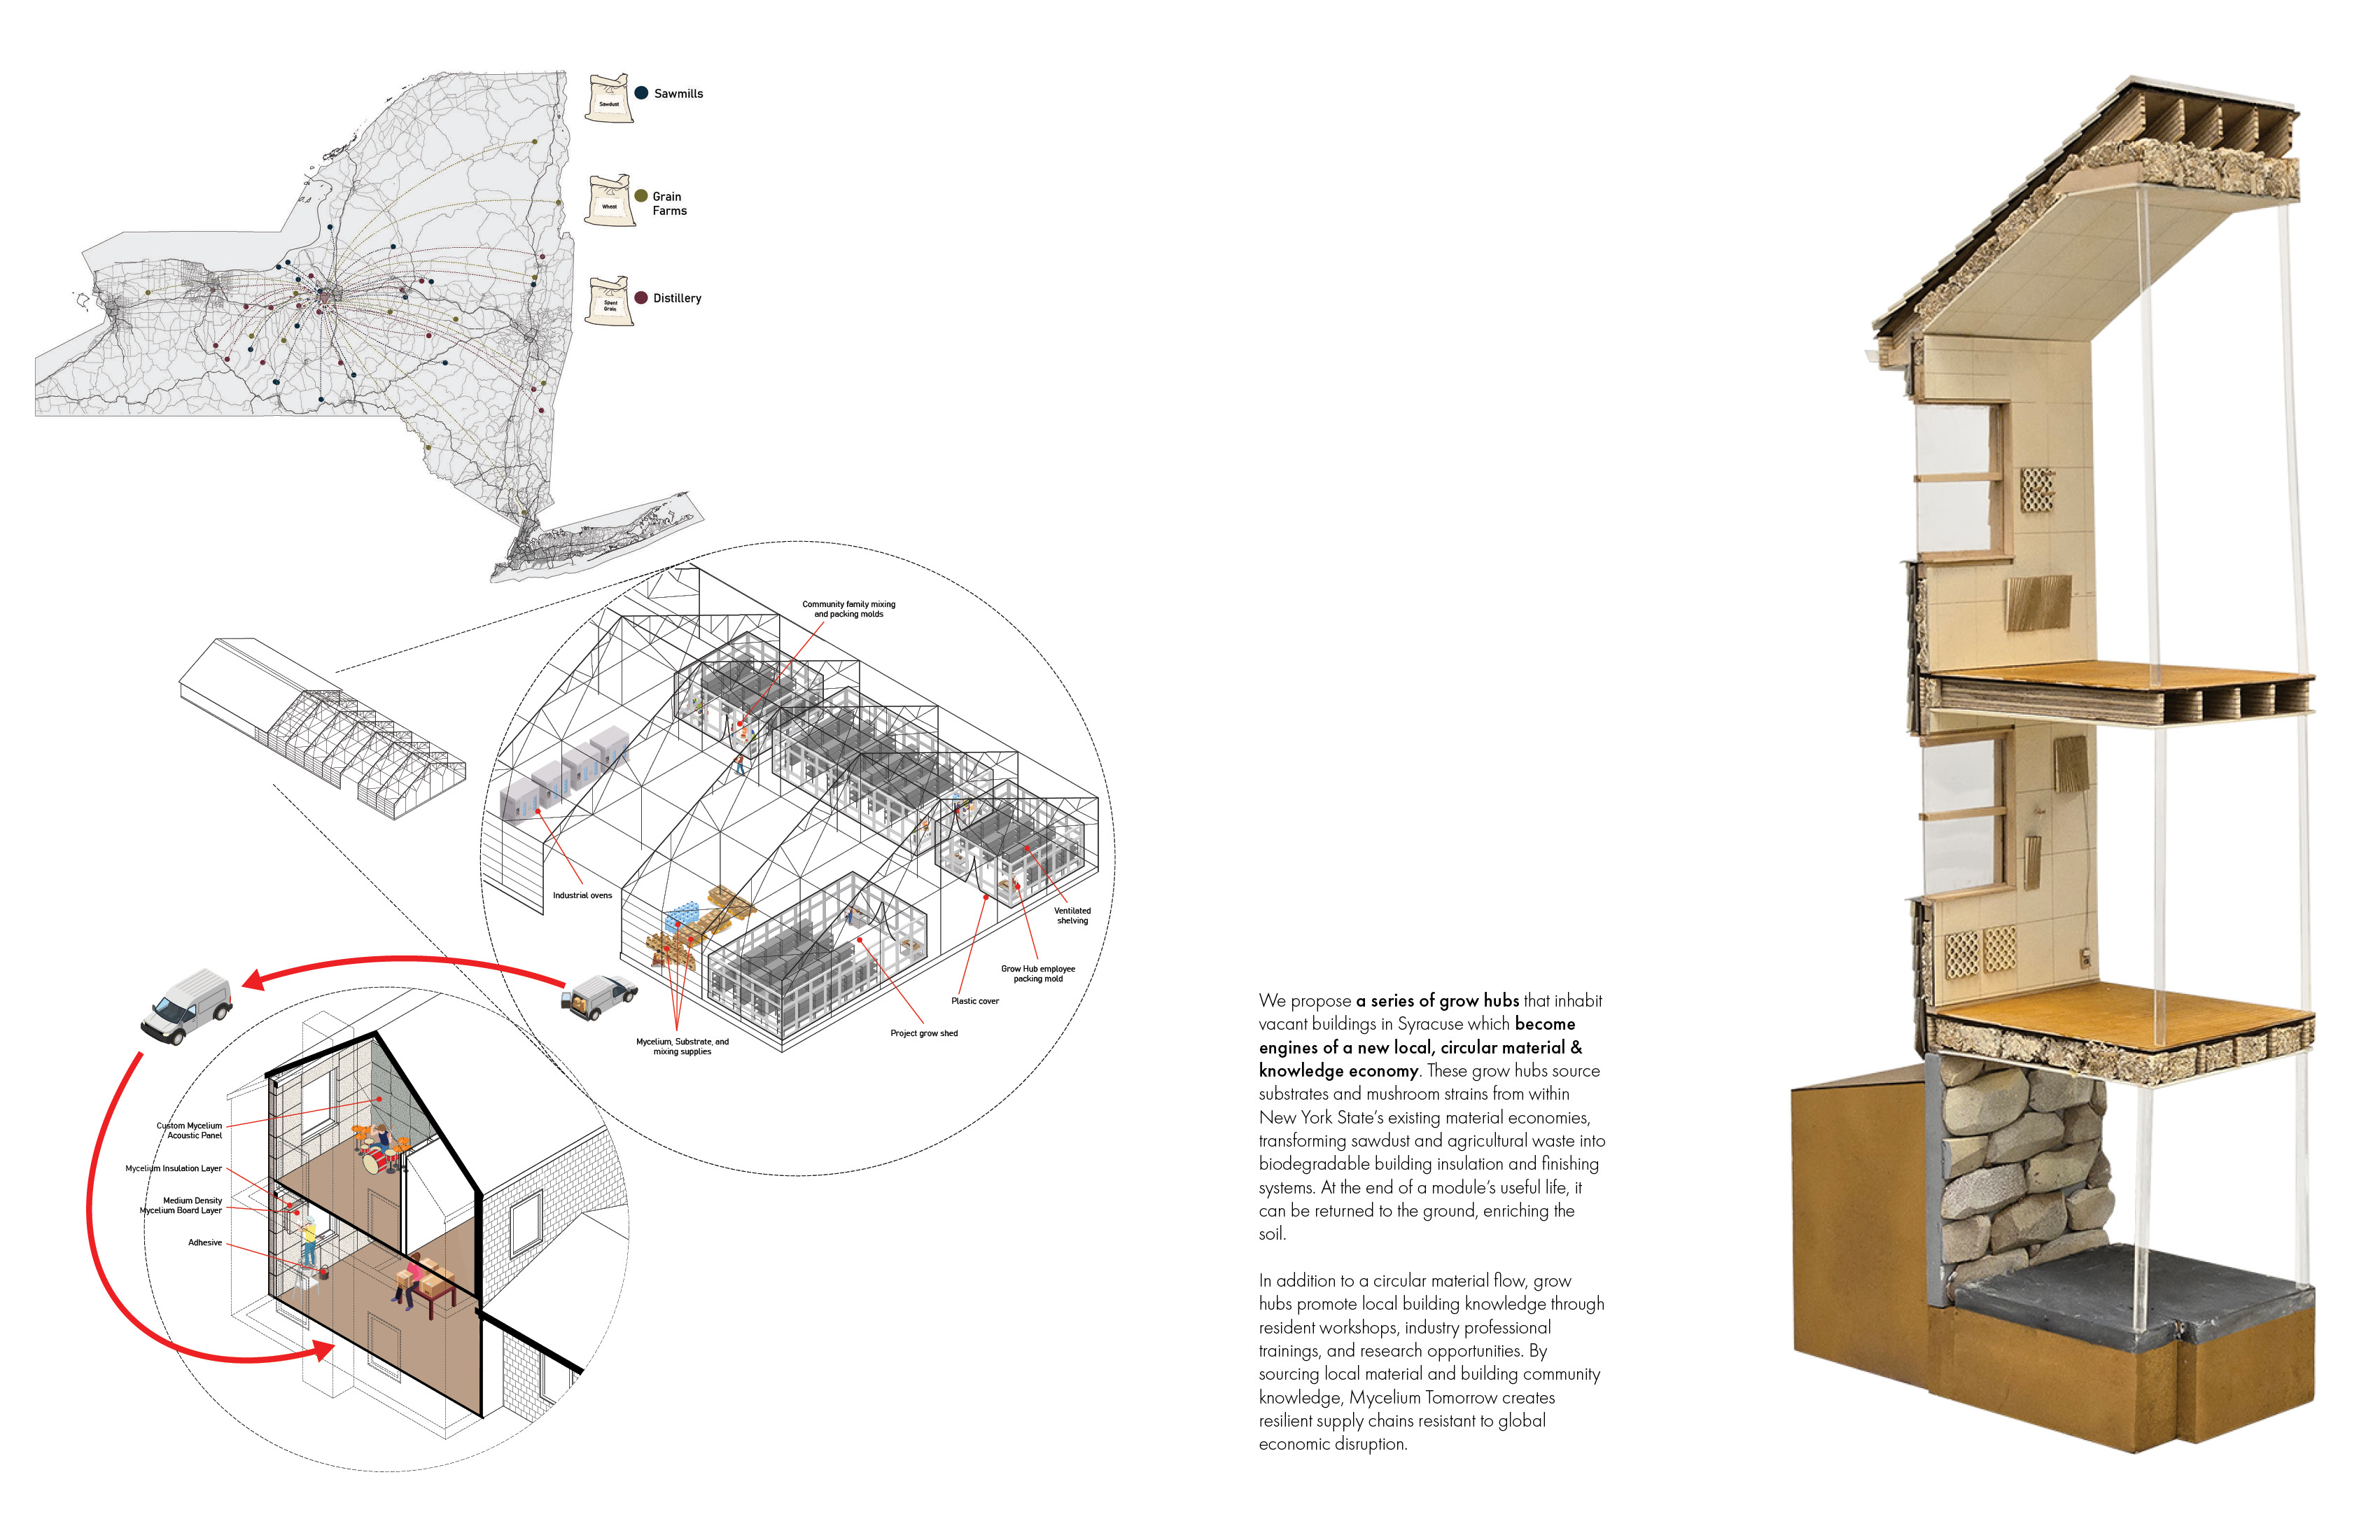 Sawdust
Sawmills
Wheat
Grain
Farms
Spent
Grain
Distillery
Community family mixing
and packing molds
Industrial ovens
Ventilated
shelving
Grow Hub employee
packing mold
Plastic cover
Project grow shed
Mycelium, Substrate, and
mixing supplies
Custom Mycelium
Acoustic Panel
Mycelium Insulation Layer
Medium Density
Mycelium Board Layer
Adhesive
We propose a series of grow hubs that inhabit
vacant buildings in Syracuse which become
engines of a new local, circular material &
knowledge economy. These grow hubs source
substrates and mushroom strains from within
New York State's existing material economies,
transforming sawdust and agricultural waste into
biodegradable building insulation and finishing
systems. At the end of a module's useful life, it
can be returned to the ground, enriching the
soil.
In addition to a circular material flow, grow
hubs promote local building knowledge through
resident workshops, industry professional
trainings, and research opportunities. By
sourcing local material and building community
knowledge, Mycelium Tomorrow creates
resilient supply chains resistant to global
economic disruption.